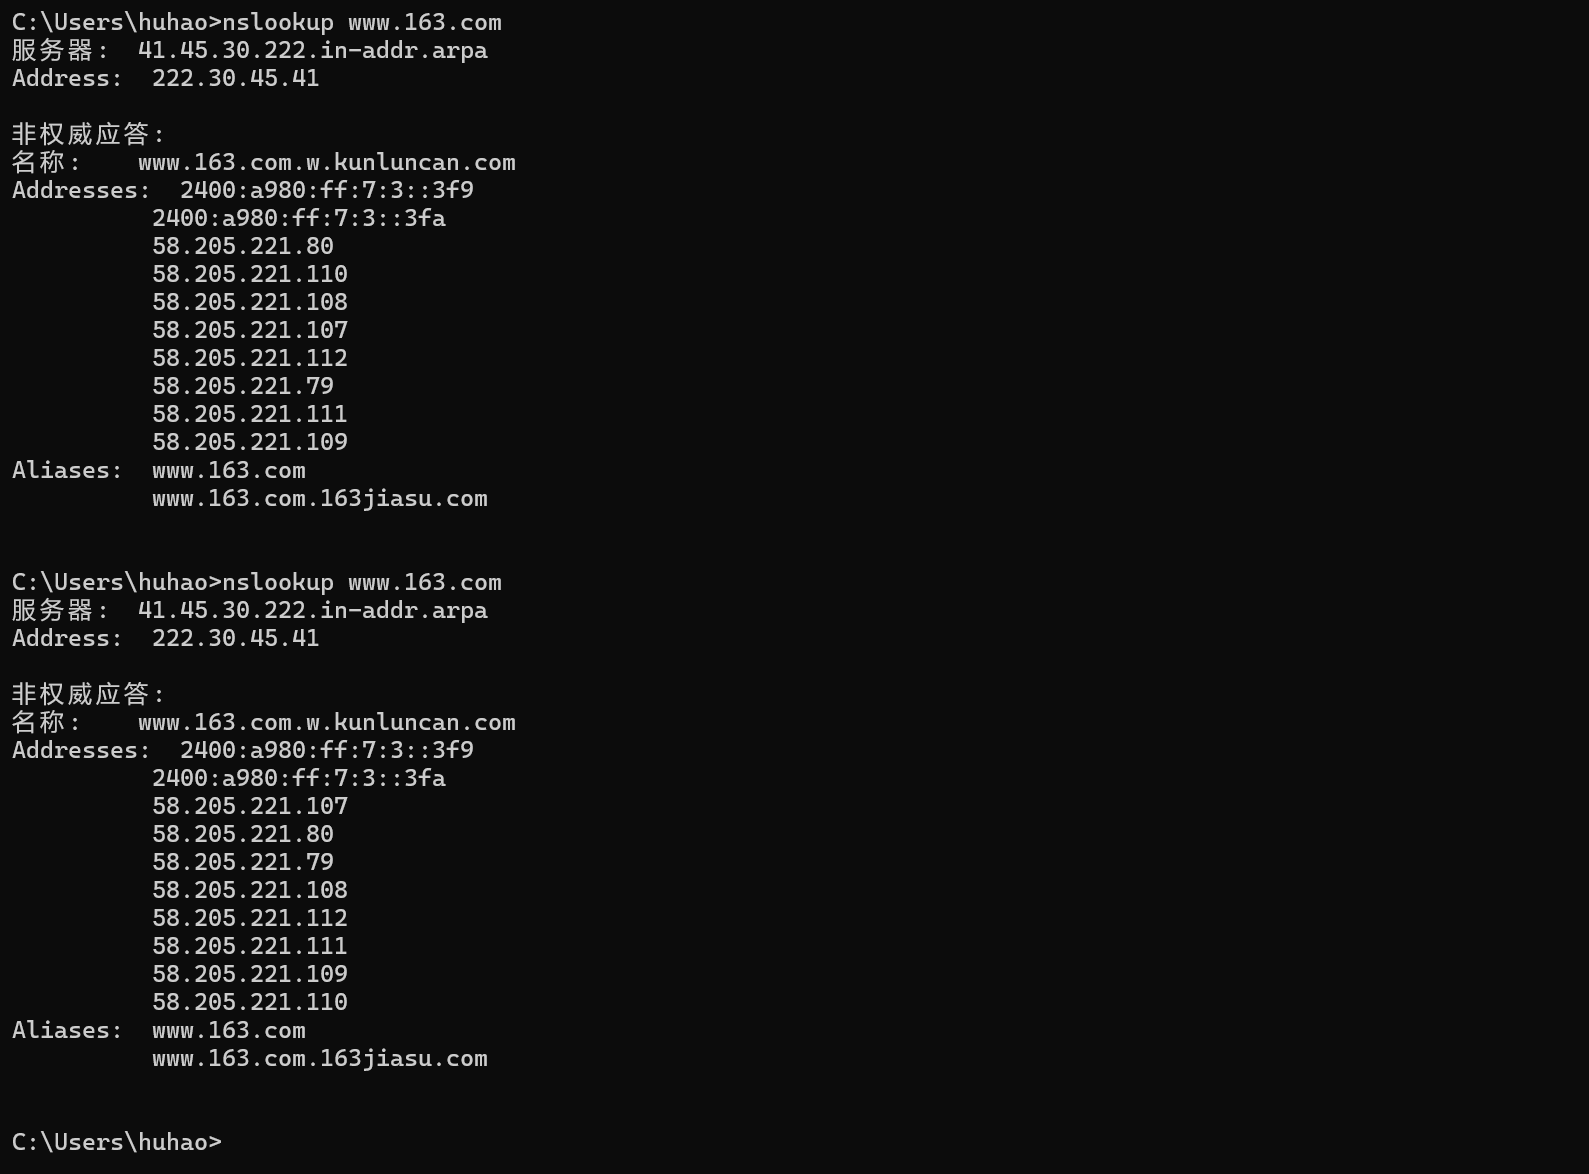 C:\Users\huhao>nslookup www.163.com
服务器:  41.45.30.222.in-addr.arpa
Address:  222.30.45.41
非权威应答:
名称:    www.163.com.w.kunluncan.com
Addresses:  2400:a980:ff:7:3::3f9
2400:a980:ff:7:3::3fa
58.205.221.80
58.205.221.110
58.205.221.108
58.205.221.107
58.205.221.112
58.205.221.79
58.205.221.111
58.205.221.109
Aliases:  www.163.com
www.163.com.163jiasu.com
C:\Users\huhao>nslookup www.163.com
服务器:  41.45.30.222.in-addr.arpa
Address:  222.30.45.41
非权威应答:
名称:    www.163.com.w.kunluncan.com
Addresses:  2400:a980:ff:7:3::3f9
2400:a980:ff:7:3::3fa
58.205.221.107
58.205.221.80
58.205.221.79
58.205.221.108
58.205.221.112
58.205.221.111
58.205.221.109
58.205.221.110
Aliases:  www.163.com
www.163.com.163jiasu.com
C:\Users\huhao>